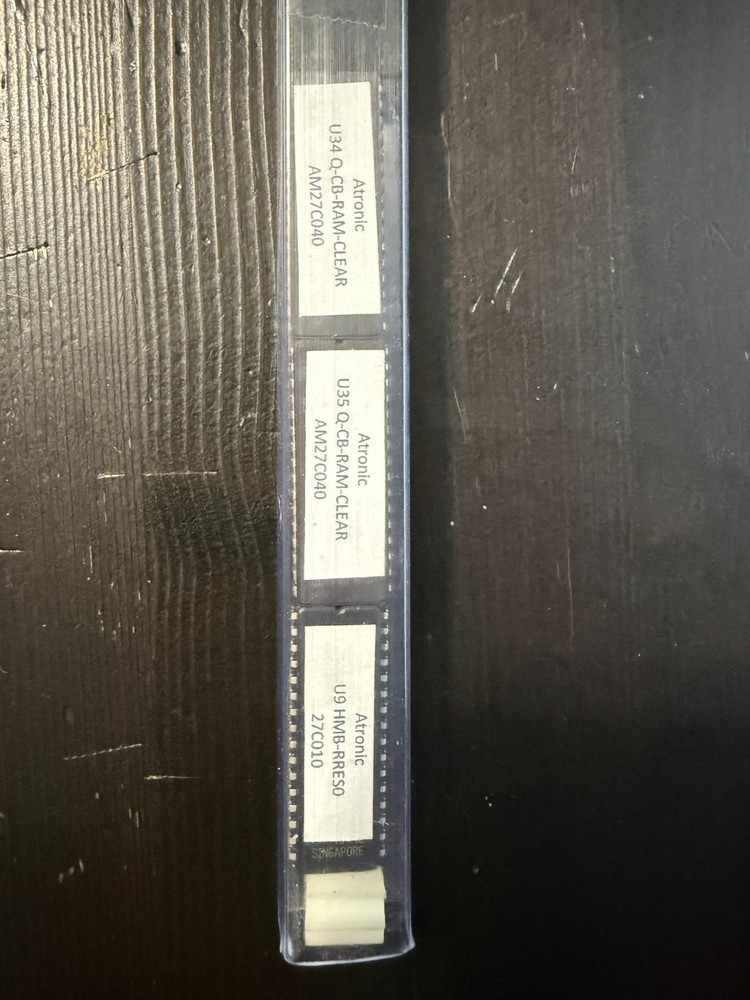 Atronic
U34 Q-CB-RAM-CLEAR
AM27C040
Atronic
U35 Q-CB-RAM-CLEAR
AM27C040
Atronic
U9 HMB-RRES0
27C010
SINGAPORE